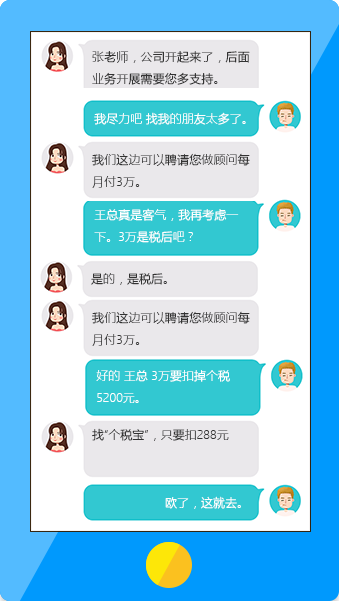 张老师，公司开起来了，后面
业务开展需要您多支持。
我尽力吧 找我的朋友太多了。
我们这边可以聘请您做顾问每
月付3万。
王总真是客气，我再考虑一
下。3万是税后吧？
是的，是税后。
我们这边可以聘请您做顾问每
月付3万。
好的 王总 3万要扣掉个税
5200元。
找“个税宝”，只要扣288元
欧了，这就去。